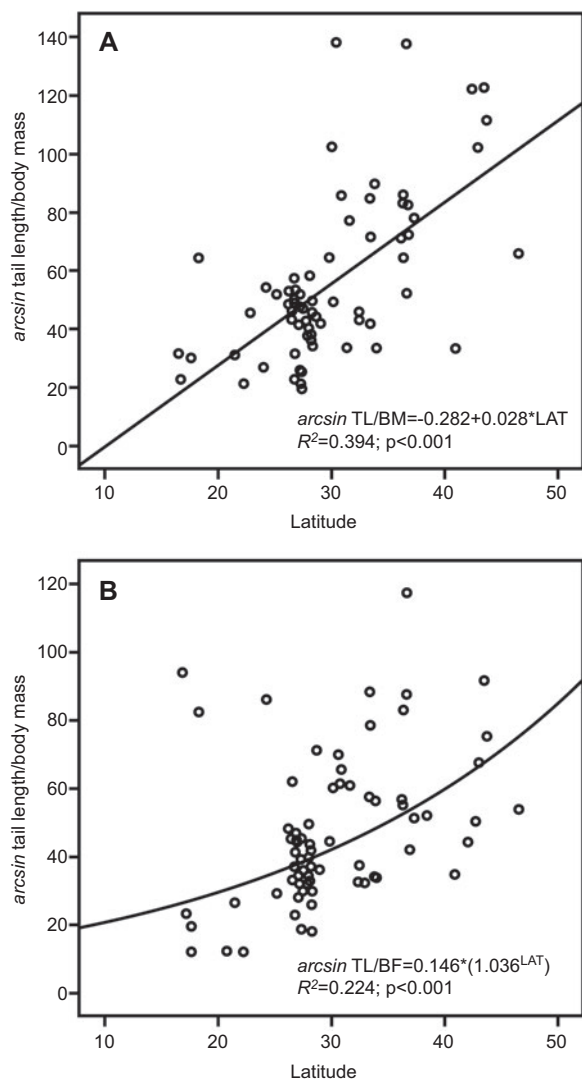 A
140
120
100
80
60
40
20
0
arcsin tail length/body mass
arcsin TL/BM=-0.282+0.028*LAT
R²=0.394; p<0.001
10 20 30 40 50
Latitude
B
120
100
80
60
40
20
0
arcsin tail length/body mass
arcsin TL/BF=0.146*(1.036^LAT)
R²=0.224; p<0.001
10 20 30 40 50
Latitude